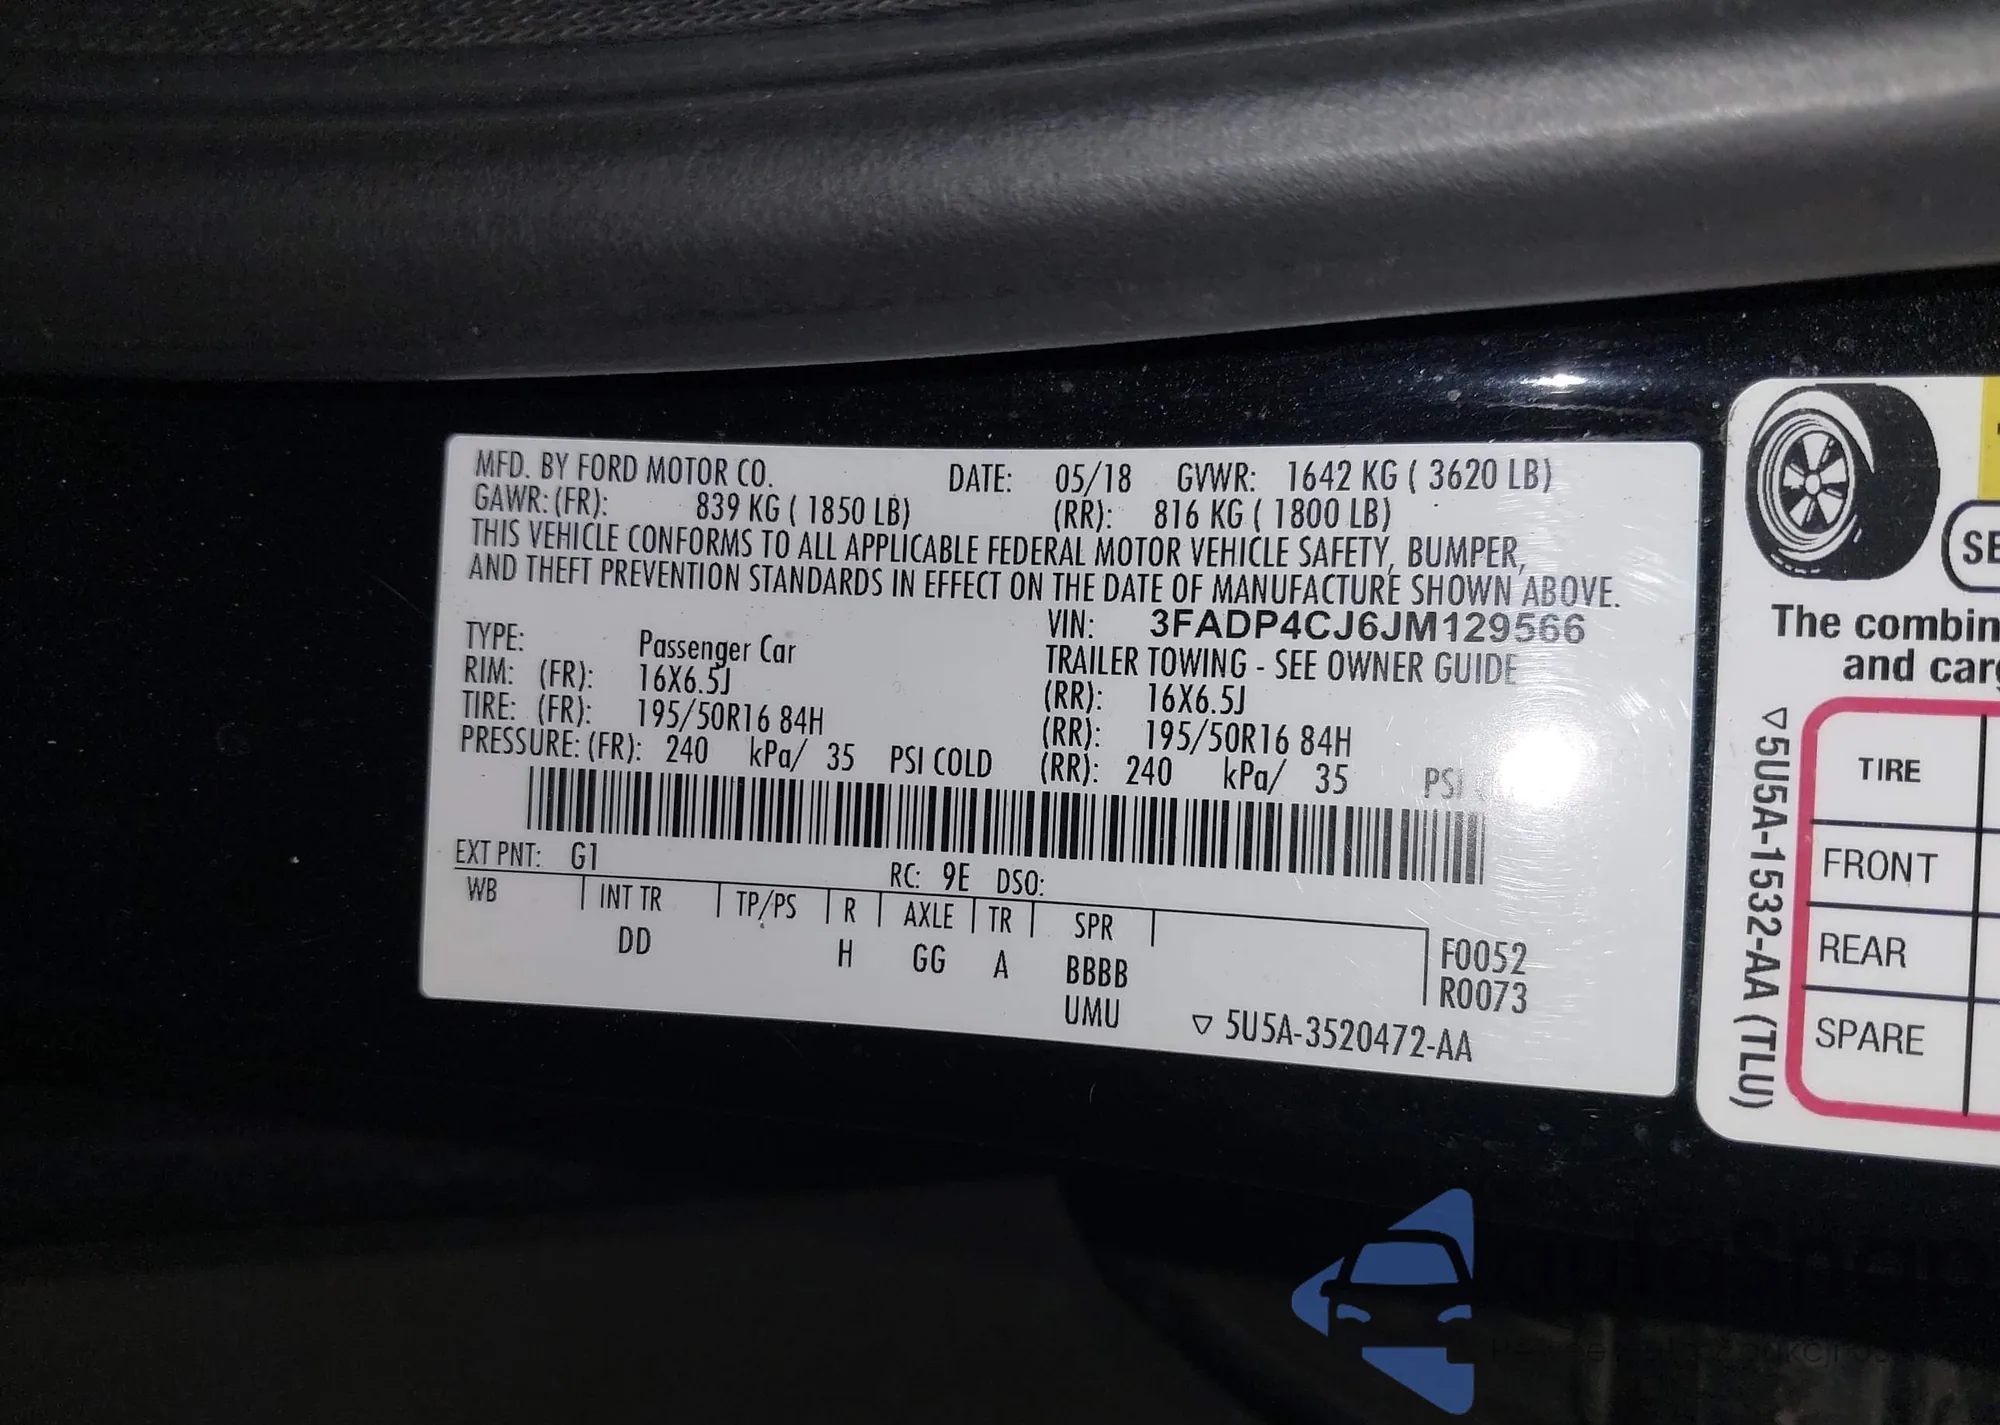 MFD. BY FORD MOTOR CO. DATE: 05/18 GVWR: 1642 KG ( 3620 LB)
GAWR: (FR): 839 KG ( 1850 LB) (RR): 816 KG ( 1800 LB)
THIS VEHICLE CONFORMS TO ALL APPLICABLE FEDERAL MOTOR VEHICLE SAFETY, BUMPER,
AND THEFT PREVENTION STANDARDS IN EFFECT ON THE DATE OF MANUFACTURE SHOWN ABOVE.
VIN: 3FADP4CJ6JM129566
TYPE: Passenger Car TRAILER TOWING - SEE OWNER GUIDE
RIM: (FR): 16X6.5J (RR): 16X6.5J
TIRE: (FR): 195/50R16 84H (RR): 195/50R16 84H
PRESSURE: (FR): 240 kPa/ 35 PSI COLD (RR): 240 kPa/ 35 PSI
EXT PNT: G1 RC: 9E DSO:
WB INT TR TP/PS R AXLE TR SPR
DD H GG A BBBB
UMU
F0052
R0073
▽ 5U5A-3520472-AA
The
and
▽5U5A-1532-AA (TLU)
TIRE
FRONT
REAR
SPARE